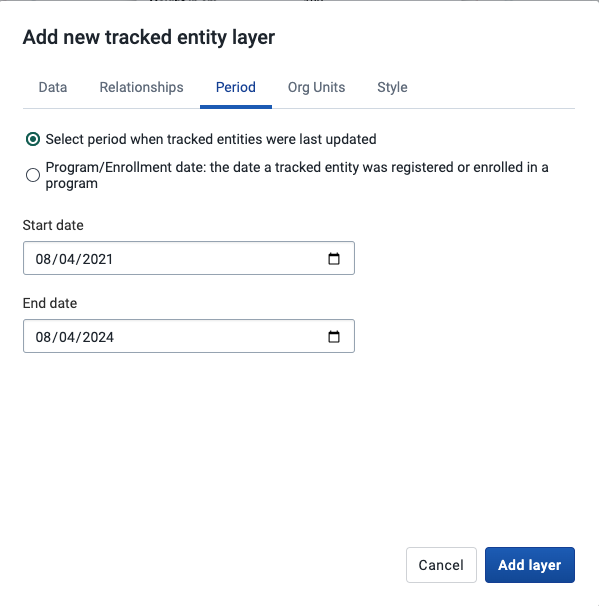 Add new tracked entity layer
Data Relationships Period Org Units Style
Select period when tracked entities were last updated
Program/Enrollment date: the date a tracked entity was registered or enrolled in a
program
Start date
08/04/2021
End date
08/04/2024
Cancel Add layer